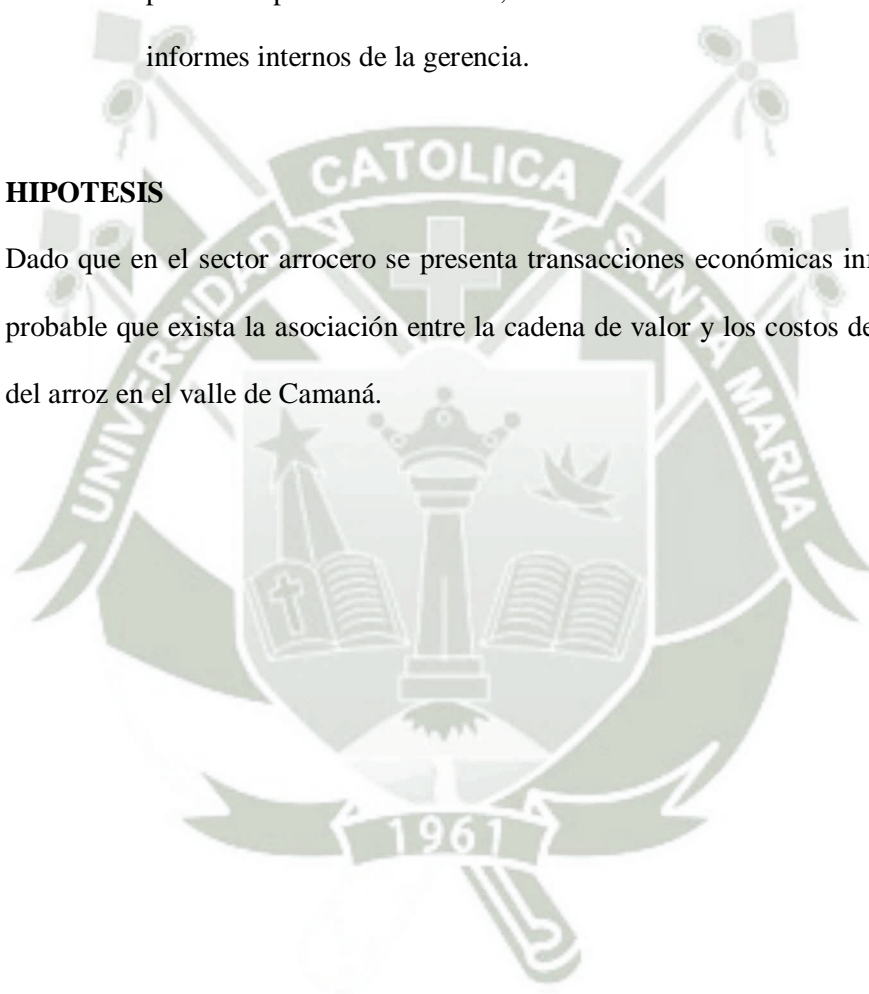 informes internos de la gerencia.
HIPOTESIS
Dado que en el sector arrocero se presenta transacciones económicas
probable que exista la asociación entre la cadena de valor y los costos
del arroz en el valle de Camaná.
UNIVERSIDAD CATOLICA SANTA MARIA
1961